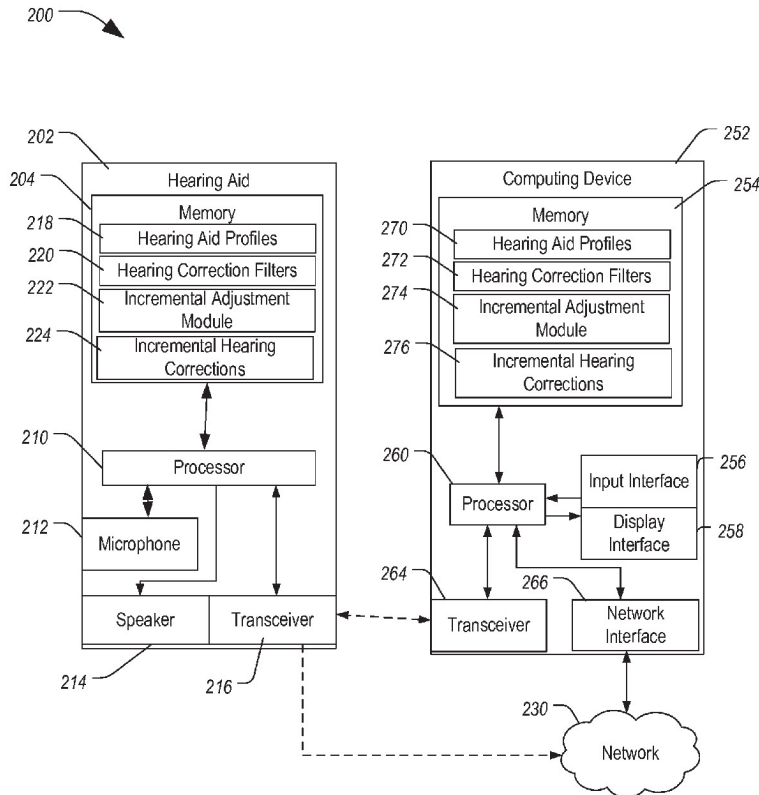 200
202
Hearing Aid
204
Memory
218
Hearing Aid Profiles
220
Hearing Correction Filters
222
Incremental Adjustment
Module
224
Incremental Hearing
Corrections
210
Processor
212
Microphone
Speaker
Transceiver
214
216
252
Computing Device
254
Memory
270
Hearing Aid Profiles
272
Hearing Correction Filters
274
Incremental Adjustment
Module
276
Incremental Hearing
Corrections
260
Processor
256
Input Interface
Display
Interface
258
264
Transceiver
266
Network
Interface
230
Network